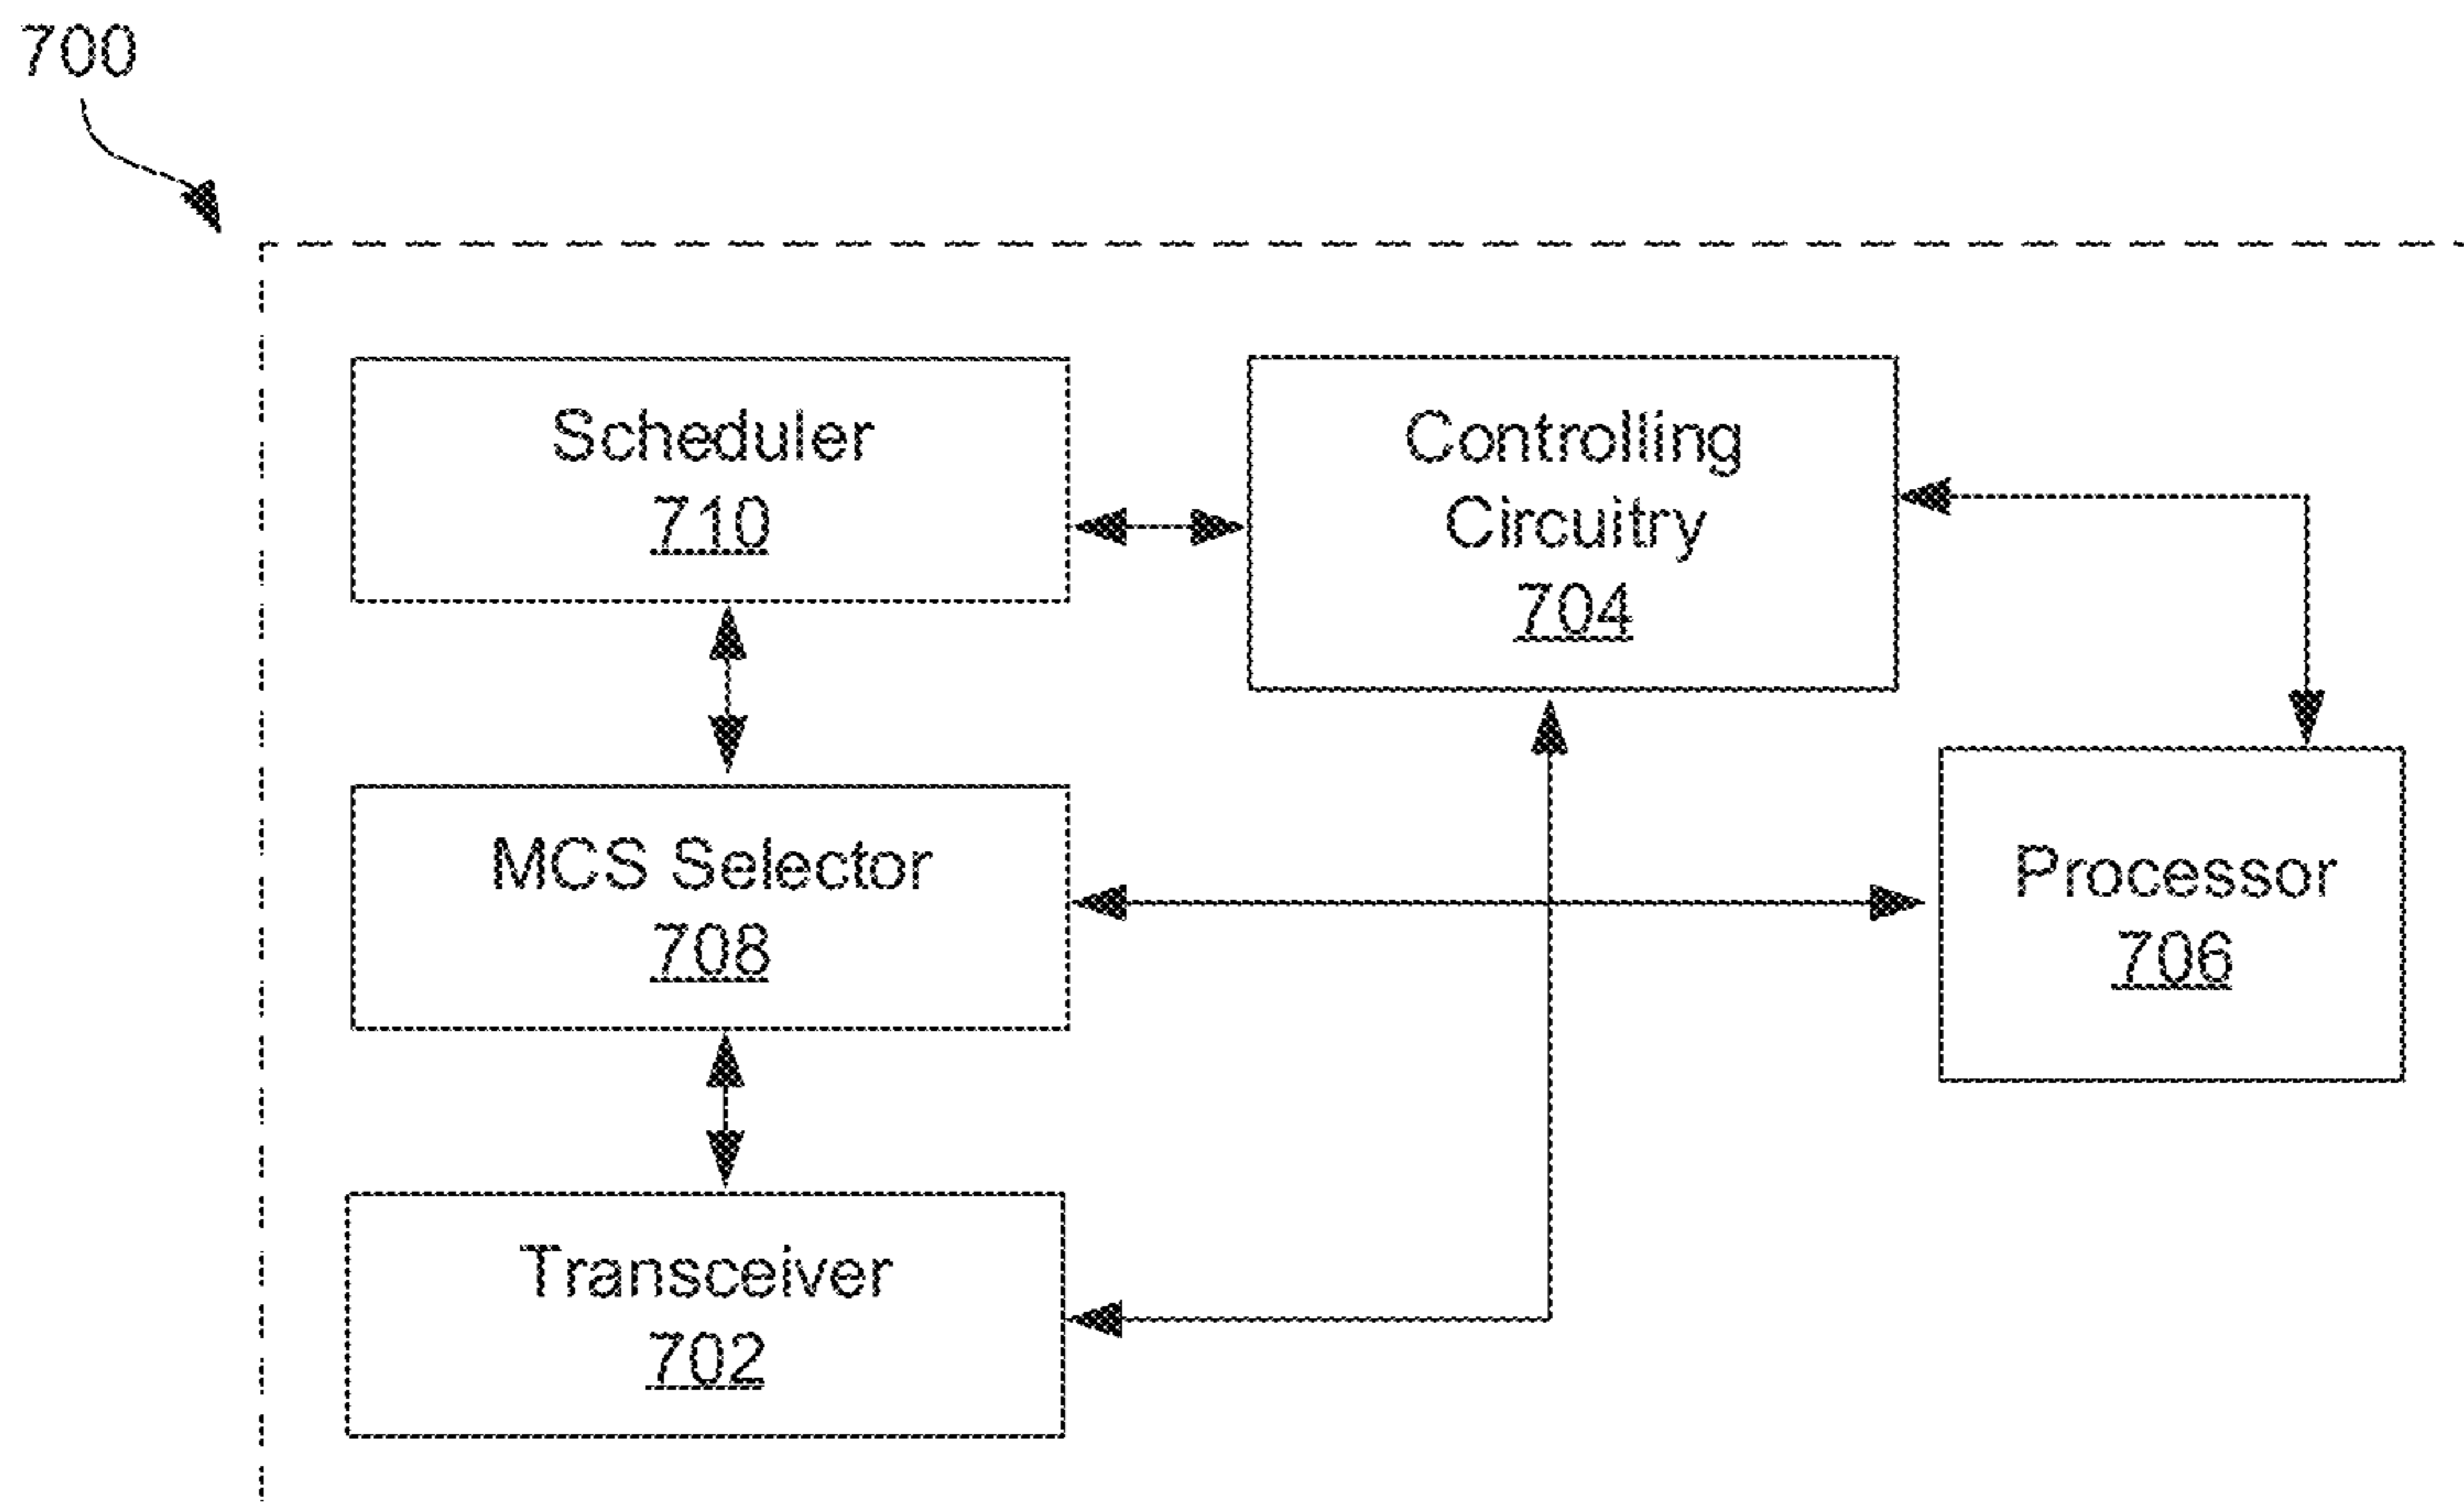 700
Scheduler
710
Controlling
Circuitry
704
MCS Selector
708
Processor
706
Transceiver
702